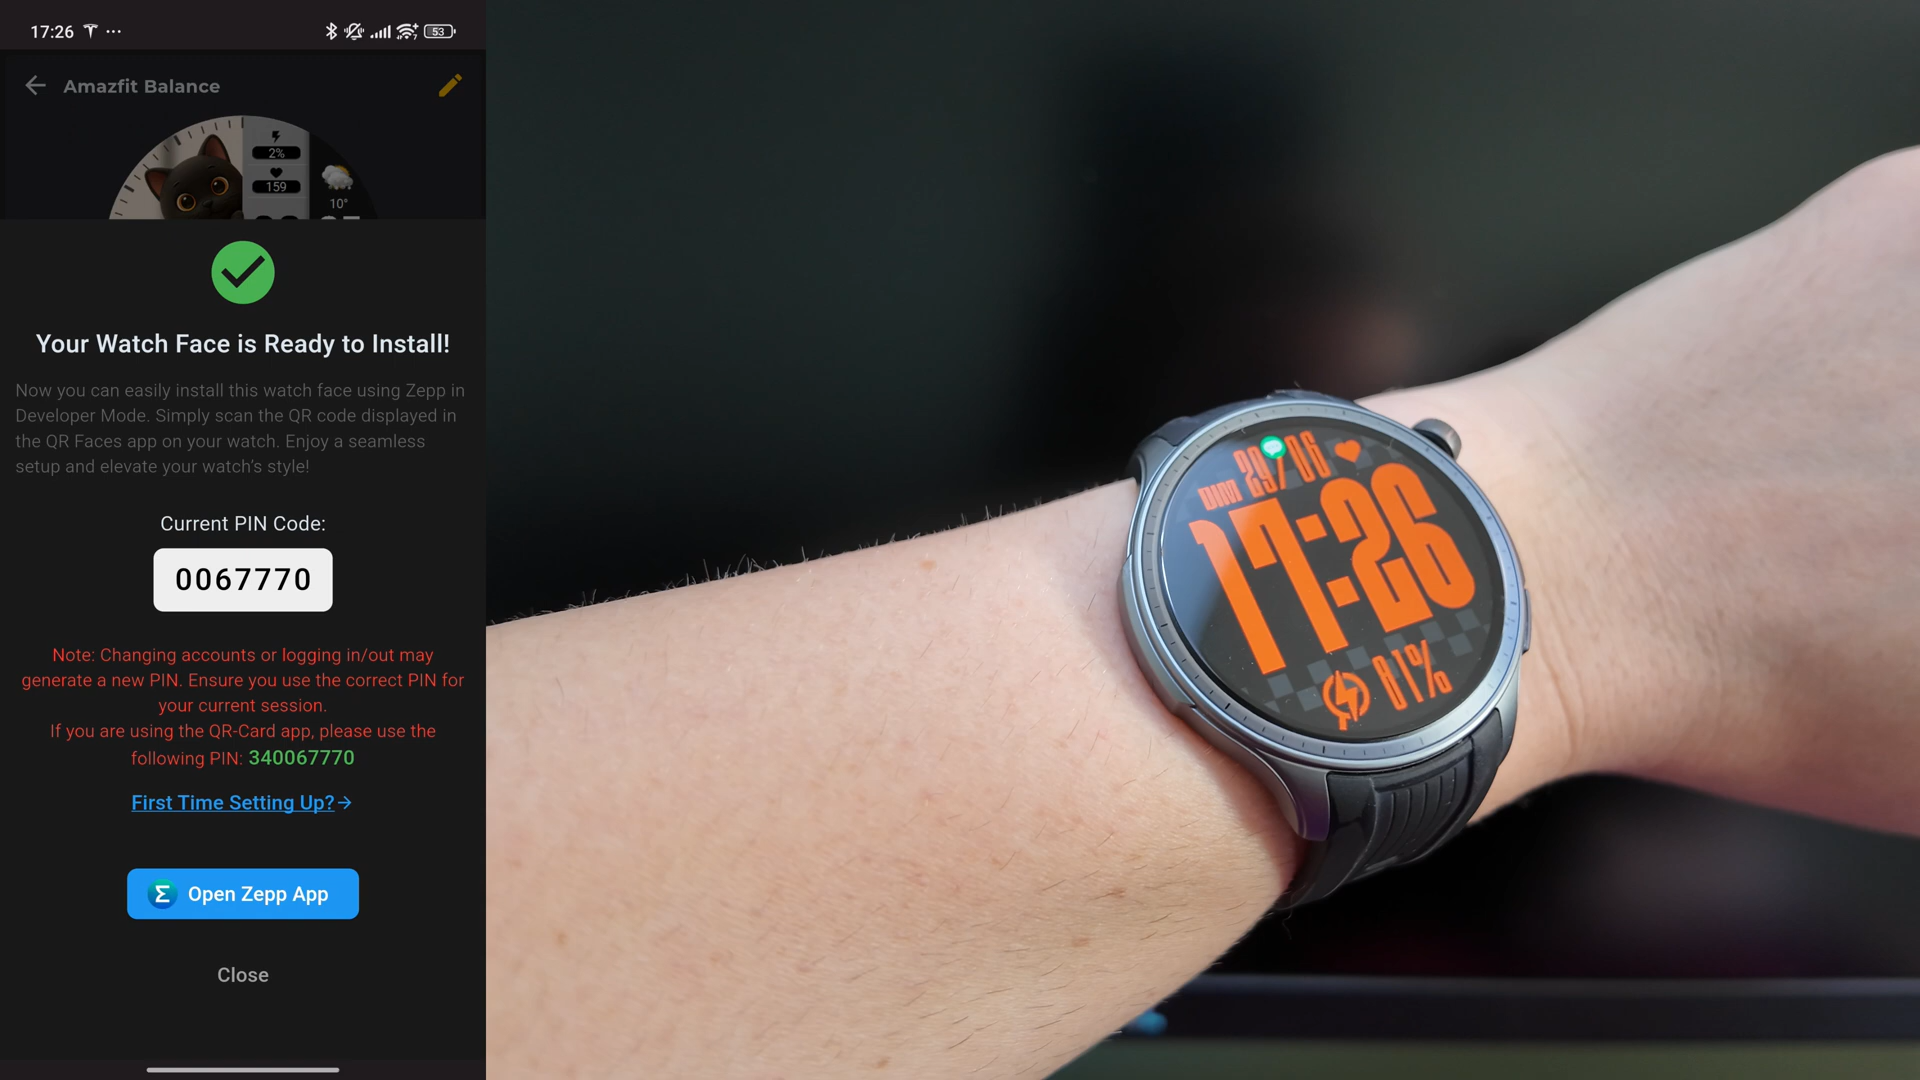 17:26
53
Amazfit Balance
2%
159
10°
Your Watch Face is Ready to Install!
Now you can easily install this watch face using Zepp in
Developer Mode. Simply scan the QR code displayed in
the QR Faces app on your watch. Enjoy a seamless
setup and elevate your watch's style!
Current PIN Code:
0067770
Note: Changing accounts or logging in/out may
generate a new PIN. Ensure you use the correct PIN for
your current session.
If you are using the QR-Card app, please use the
following PIN: 340067770
First Time Setting Up?→
Open Zepp App
Close
DIM 29/06
17:26
81%